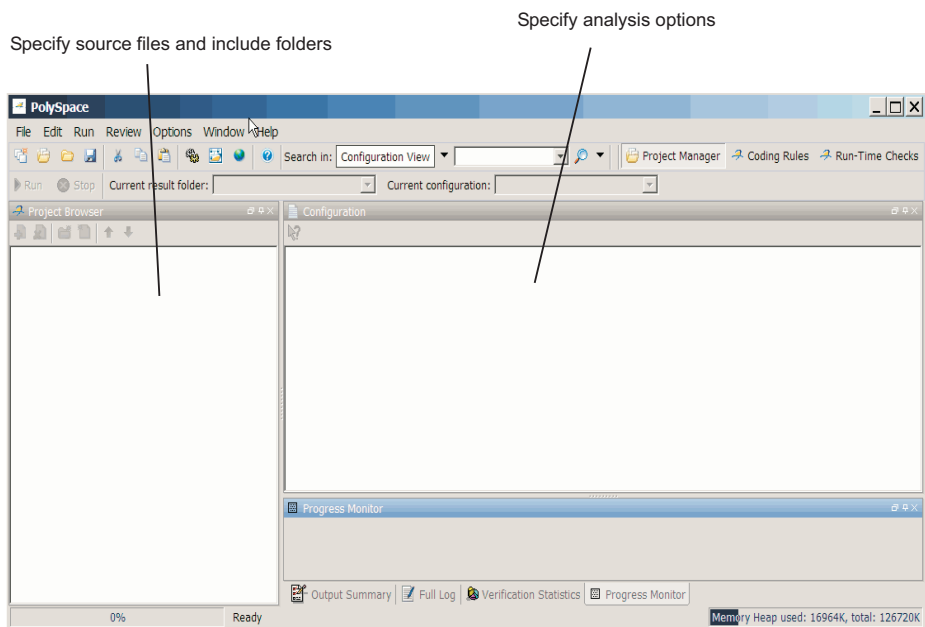 Specify analysis options
Specify source files and include folders
PolySpace
File Edit Run Review Options Window Help
Search in: Configuration View Project Manager Coding Rules Run-Time Checks
Run Stop Current result folder: Current configuration:
Project Browser Configuration
Progress Monitor
Output Summary Full Log Verification Statistics Progress Monitor
0% Ready Memory Heap used: 16964K, total: 126720K